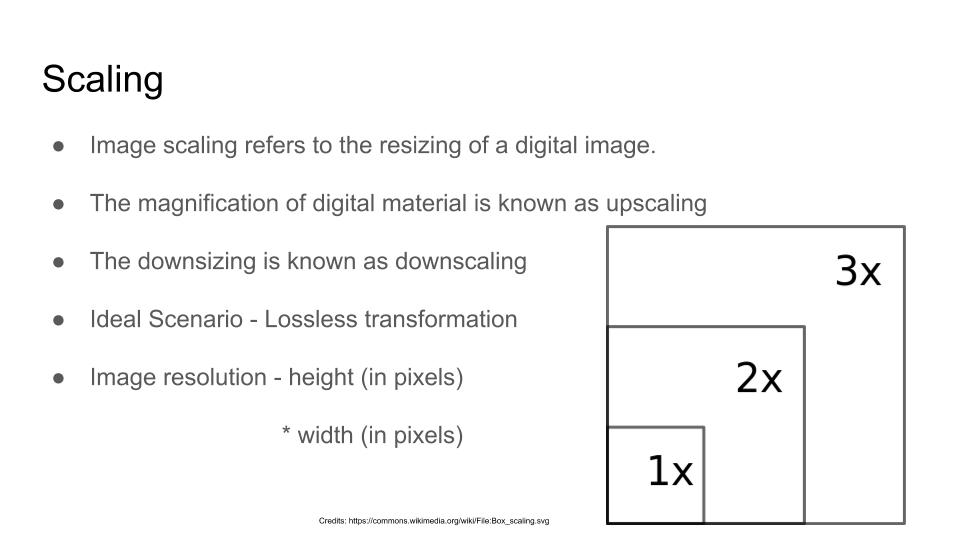 Scaling
● Image scaling refers to the resizing of a digital image.
● The magnification of digital material is known as upscaling
● The downsizing is known as downscaling
● Ideal Scenario - Lossless transformation
● Image resolution - height (in pixels)
* width (in pixels)
3x
2x
1x
Credits: https://commons.wikimedia.org/wiki/File:Box_scaling.svg